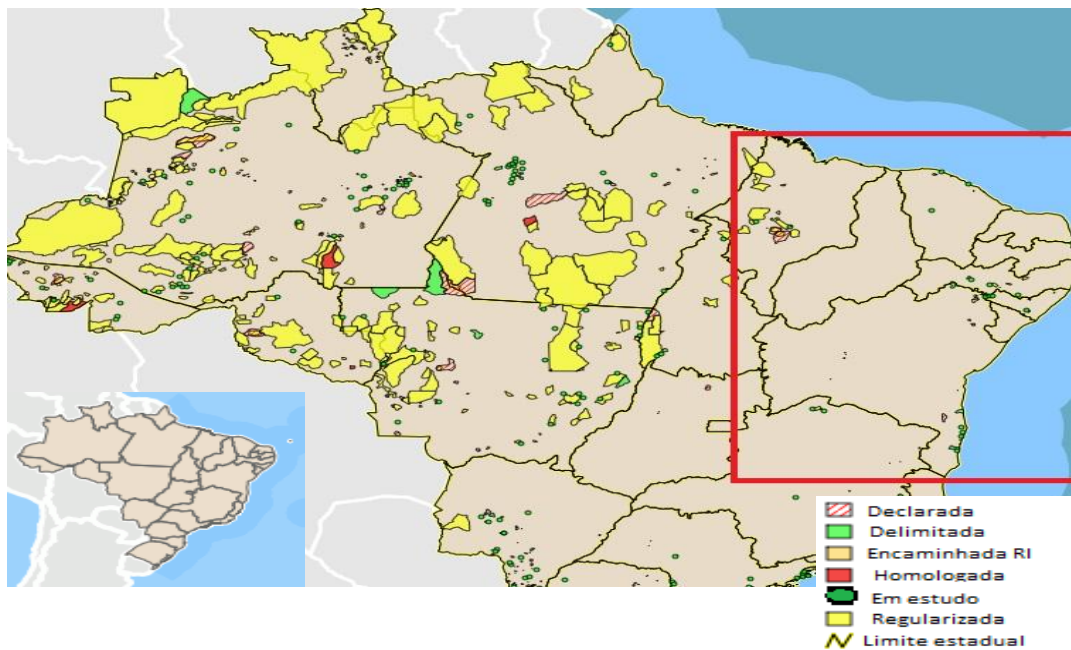 Declarada
Delimitada
Encaminhada RI
Homologada
Em estudo
Regularizada
Limite estadual